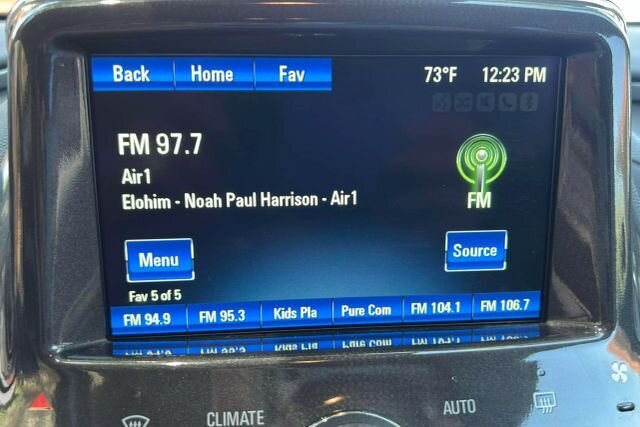 Back Home Fav 73°F 12:23 PM
FM 97.7
Air1
Elohim - Noah Paul Harrison - Air1
FM
Menu Source
Fav 5 of 5
FM 94.9 FM 95.3 Kids Pla Pure Com FM 104.1 FM 106.7
CLIMATE AUTO